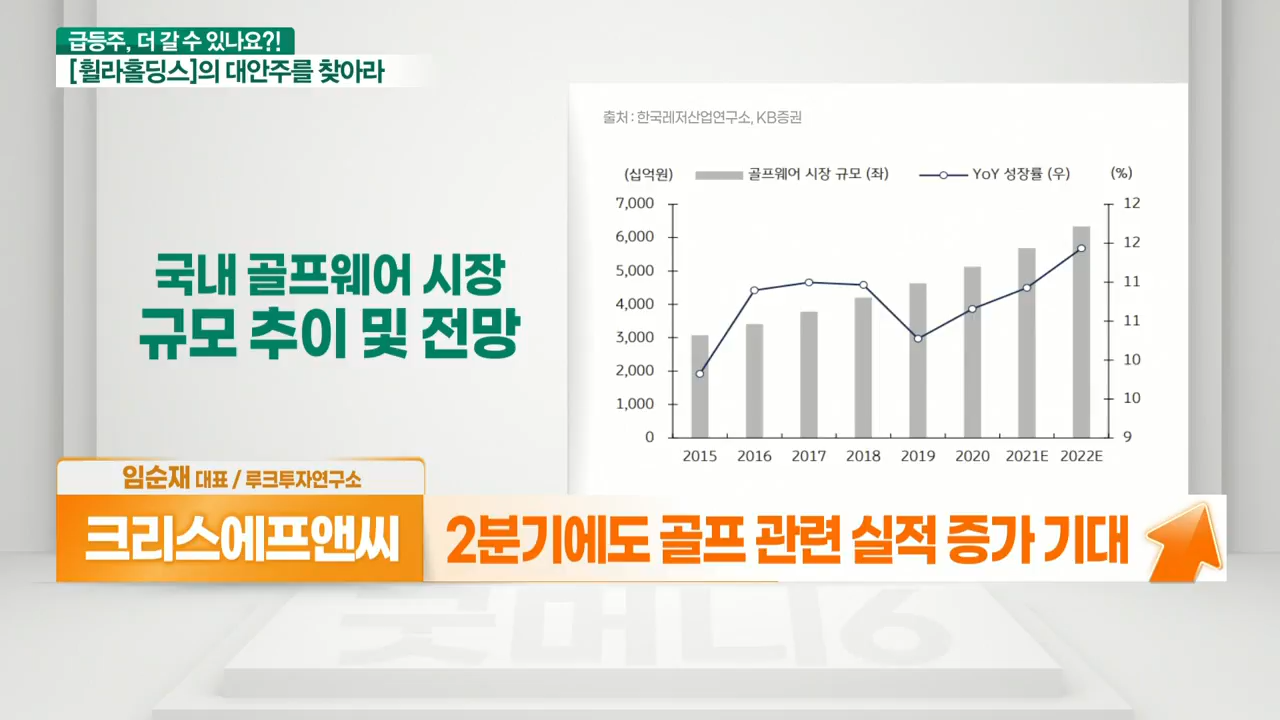 급등주, 더 갈 수 있나요?!
[휠라홀딩스]의 대안주를 찾아라
출처 : 한국레저산업연구소, KB증권
(십억원) 골프웨어 시장 규모 (좌) YoY 성장률 (우) (%)
7,000 12
6,000 12
5,000 11
4,000 11
3,000 10
2,000 10
1,000 9
0
2015 2016 2017 2018 2019 2020 2021E 2022E
국내 골프웨어 시장
규모 추이 및 전망
임순재 대표 / 루크투자연구소
크리스에프앤씨
2분기에도 골프 관련 실적 증가 기대
굿머니6